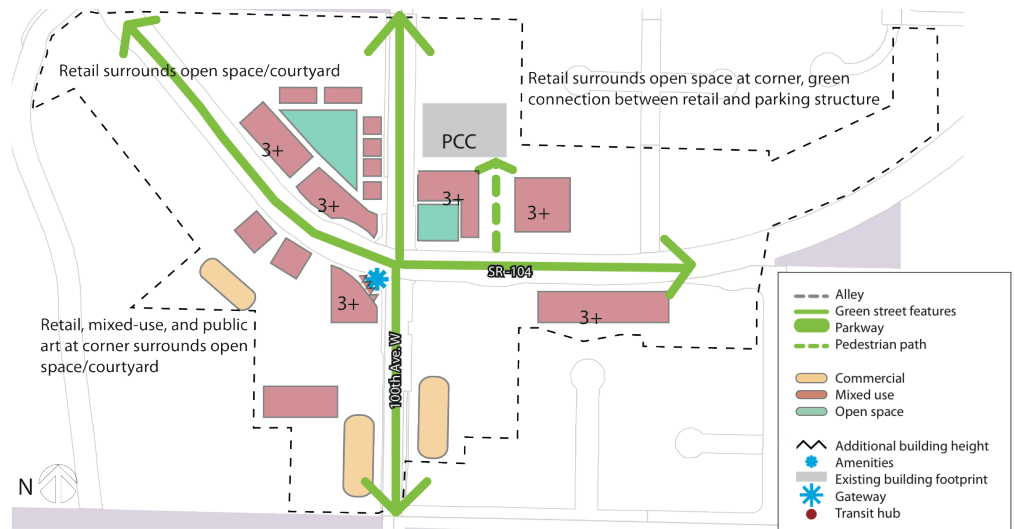 Retail surrounds open space/courtyard
Retail surrounds open space at corner, green
connection between retail and parking structure
PCC
3+
3+
3+
3+
SR-104
3+
3+
Retail, mixed-use, and public
art at corner surrounds open
space/courtyard
100th Ave. W
N
Alley
Green street features
Parkway
Pedestrian path
Commercial
Mixed use
Open space
Additional building height
Amenities
Existing building footprint
Gateway
Transit hub